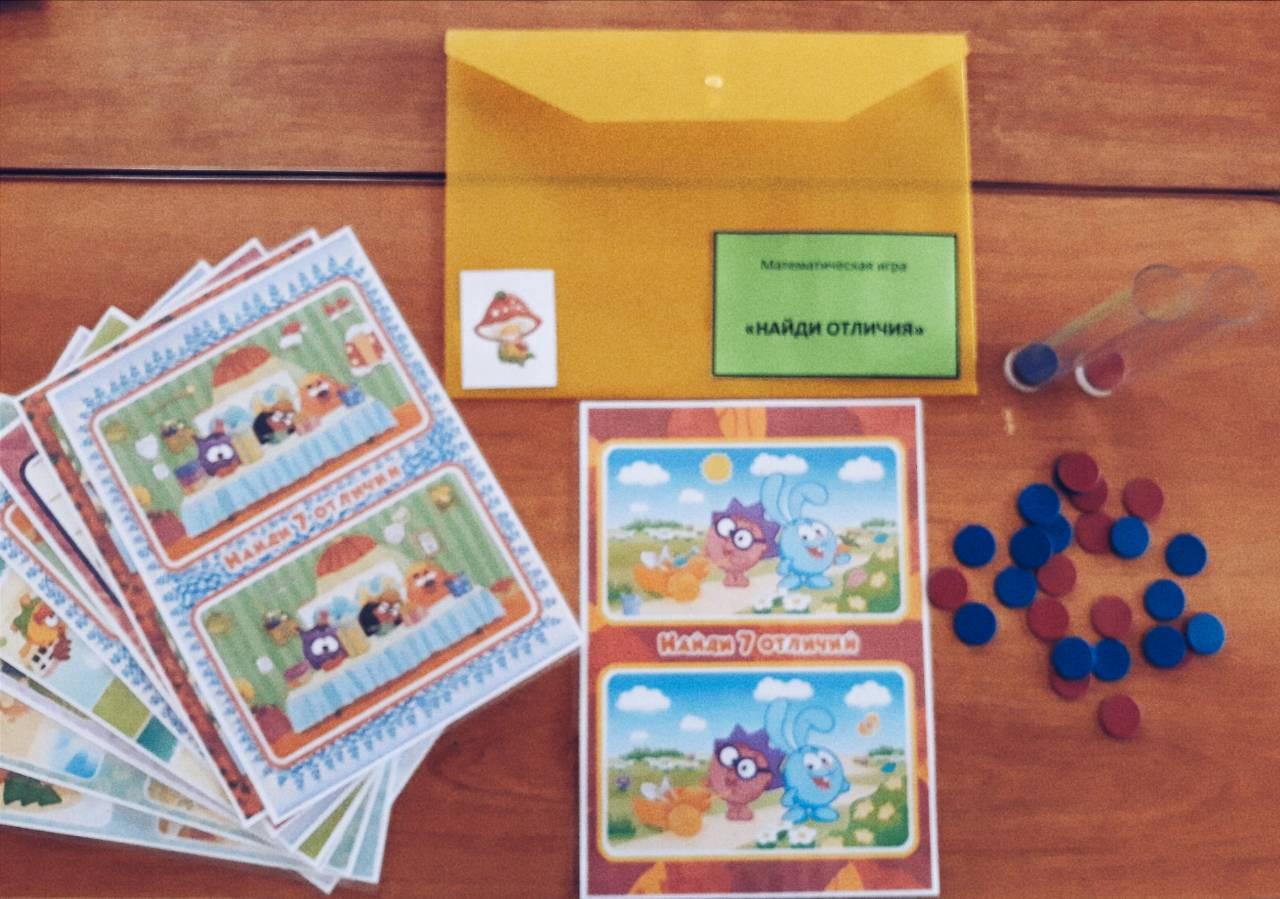 Математическая игра
«НАЙДИ ОТЛИЧИЯ»
Найди 7 отличий
Найди 7 отличий